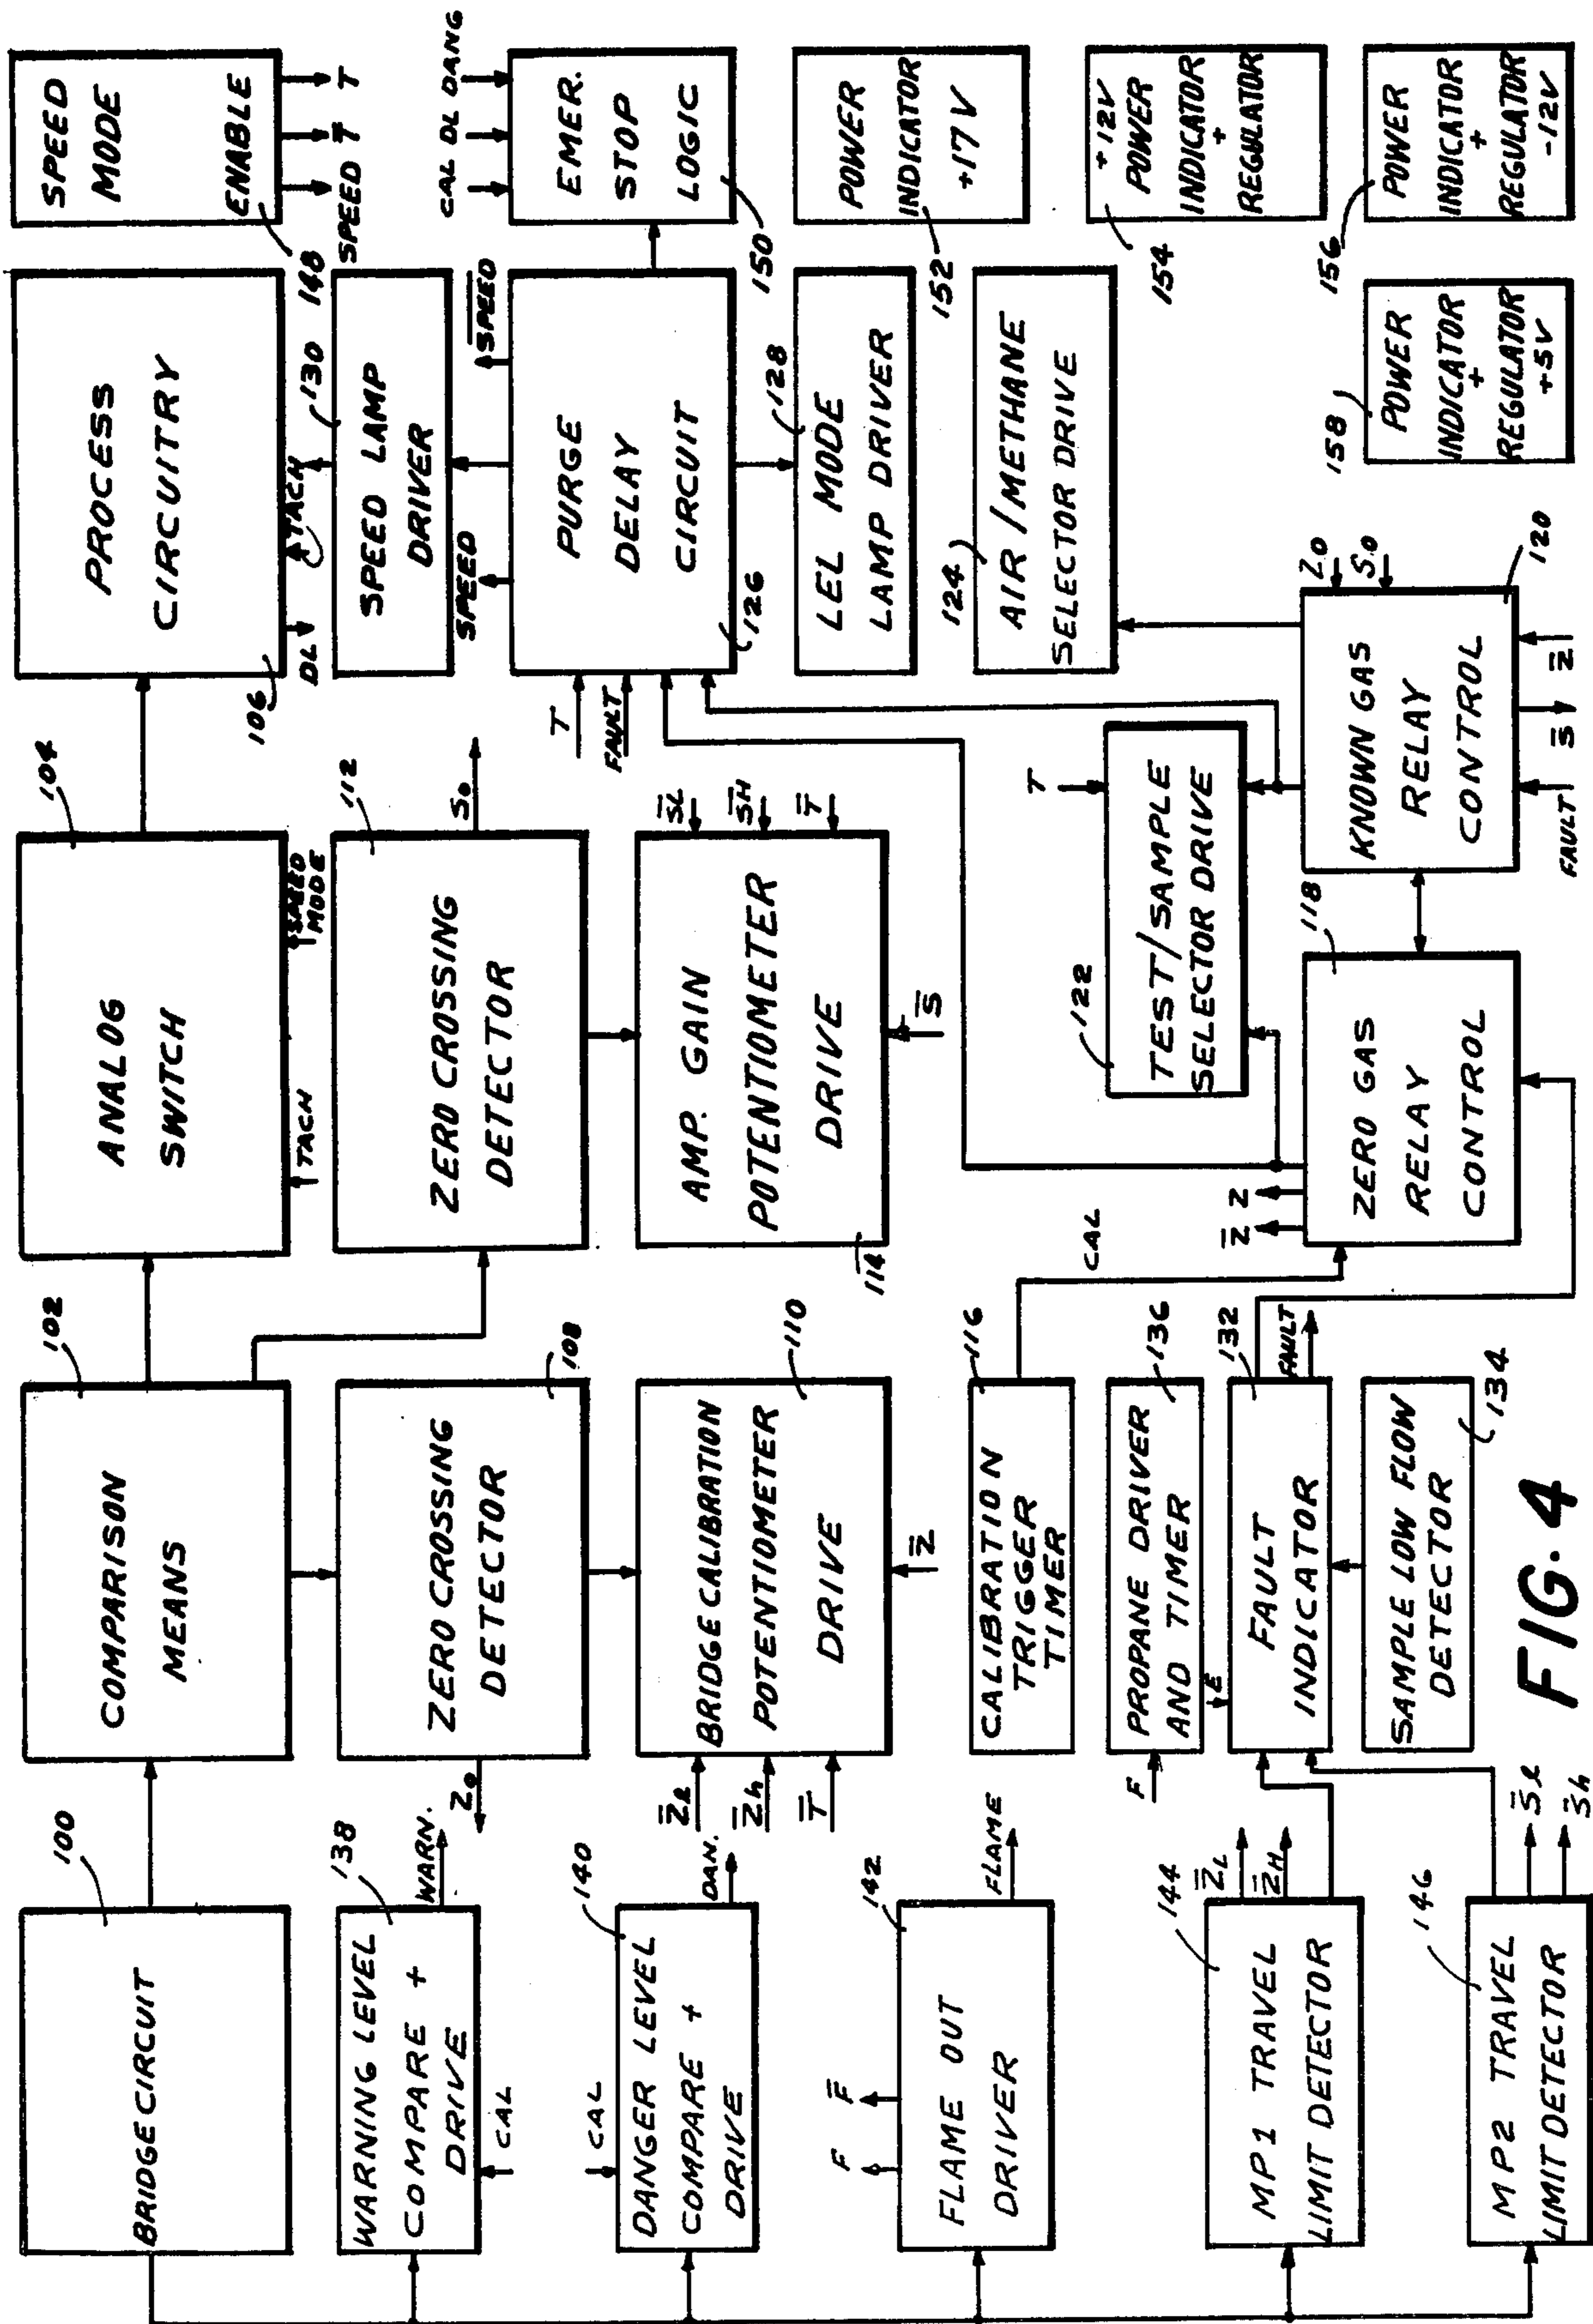 100
BRIDGE CIRCUIT
102
COMPARISON
MEANS
104
ANALOG
SWITCH
TACH
SPEED
MODE
106
PROCESS
CIRCUITRY
DL
TACH
148
SPEED
MODE
ENABLE
SPEED T̅ T
138
WARNING LEVEL
COMPARE +
DRIVE
WARN.
CAL
108
ZERO CROSSING
DETECTOR
Z0
112
ZERO CROSSING
DETECTOR
S0
130
SPEED LAMP
DRIVER
140
DANGER LEVEL
COMPARE +
DRIVE
CAL
DAN.
110
BRIDGE CALIBRATION
POTENTIOMETER
DRIVE
Z̅l
Z̅h
T̅
Z̅
114
AMP. GAIN
POTENTIOMETER
DRIVE
S̅L
S̅H
T̅
S̅
126
PURGE
DELAY
CIRCUIT
SPEED
S̅P̅E̅E̅D̅
T
FAULT
150
EMER.
STOP
LOGIC
CAL DL DANG
128
LEL MODE
LAMP DRIVER
152
POWER
INDICATOR
+17V
142
FLAME OUT
DRIVER
F F̅
FLAME
116
CALIBRATION
TRIGGER
TIMER
CAL
124
AIR/METHANE
SELECTOR DRIVE
154
+12V
POWER
INDICATOR
+
REGULATOR
136
PROPANE DRIVER
AND TIMER
F
E
122
TEST/SAMPLE
SELECTOR DRIVE
T
144
MP1 TRAVEL
LIMIT DETECTOR
Z̅L
Z̅H
132
FAULT
INDICATOR
FAULT
118
ZERO GAS
RELAY
CONTROL
Z̅ Z
120
KNOWN GAS
RELAY
CONTROL
Z0
S0
FAULT S̅ Z̅
158
POWER
INDICATOR
+
REGULATOR
+5V
156
POWER
INDICATOR
+
REGULATOR
-12V
146
MP2 TRAVEL
LIMIT DETECTOR
S̅l
S̅h
134
SAMPLE LOW FLOW
DETECTOR
FIG. 4